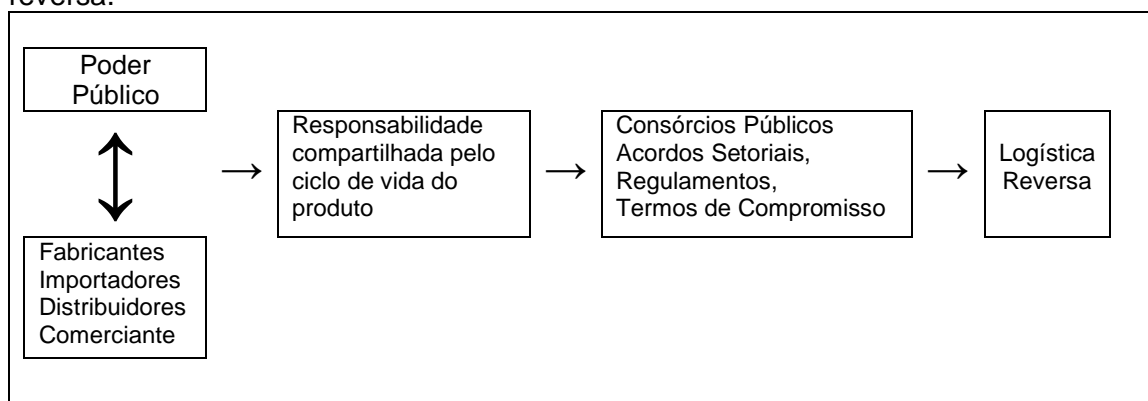 reversa.
Poder
Público
Fabricantes
Importadores
Distribuidores
Comerciante
Responsabilidade
compartilhada pelo
ciclo de vida do
produto
Consórcios Públicos
Acordos Setoriais,
Regulamentos,
Termos de Compromisso
Logística
Reversa